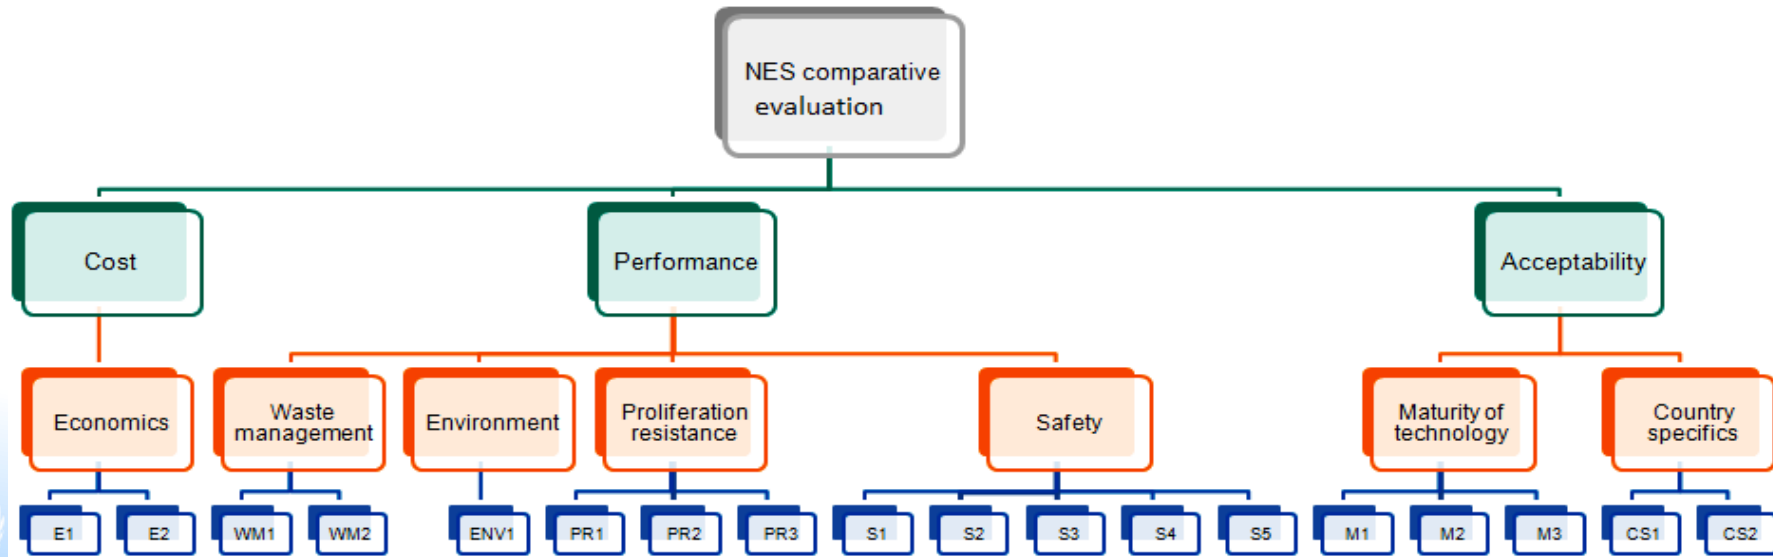 NES comparative
evaluation
Cost
Performance
Acceptability
Economics
Waste
management
Environment
Proliferation
resistance
Safety
Maturity of
technology
Country
specifics
E1
E2
WM1
WM2
ENV1
PR1
PR2
PR3
S1
S2
S3
S4
S5
M1
M2
M3
CS1
CS2